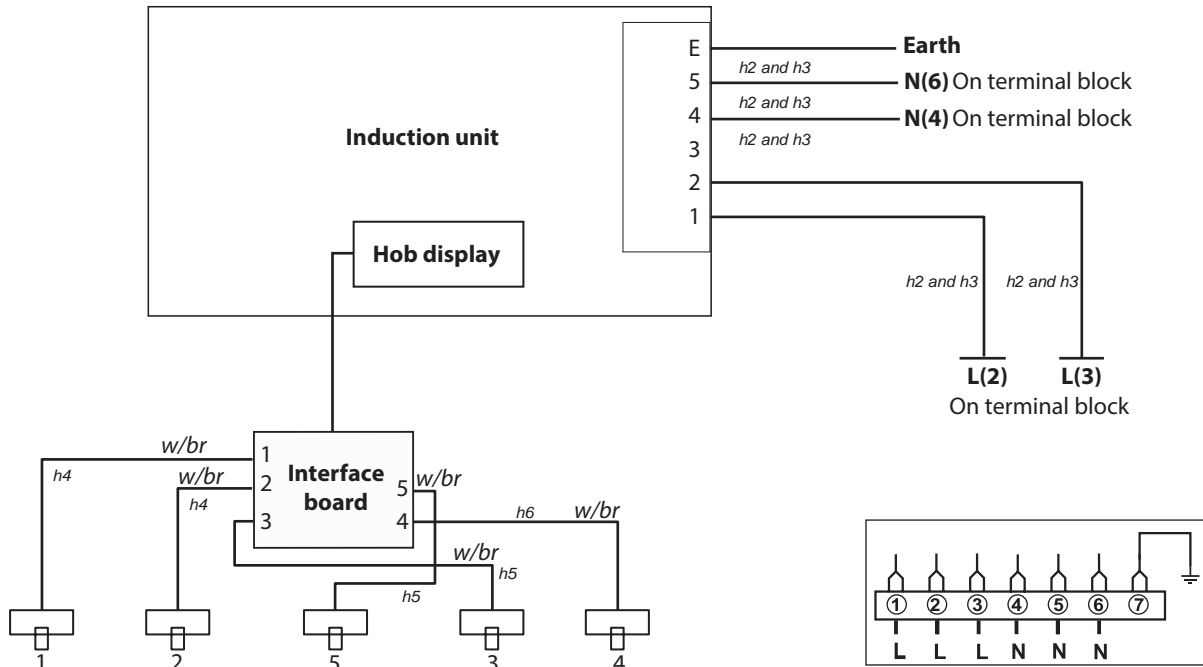 E
Earth
h2 and h3
5
N(6) On terminal block
h2 and h3
4
N(4) On terminal block
h2 and h3
3
Induction unit
2
1
Hob display
h2 and h3
h2 and h3
L(2)
L(3)
On terminal block
w/br
1
h4
w/br
2
h4
3
Interface
board
5
w/br
4
h6
w/br
w/br
h5
h5
1
2
5
3
4
1 2 3 4 5 6 7
L L L N N N